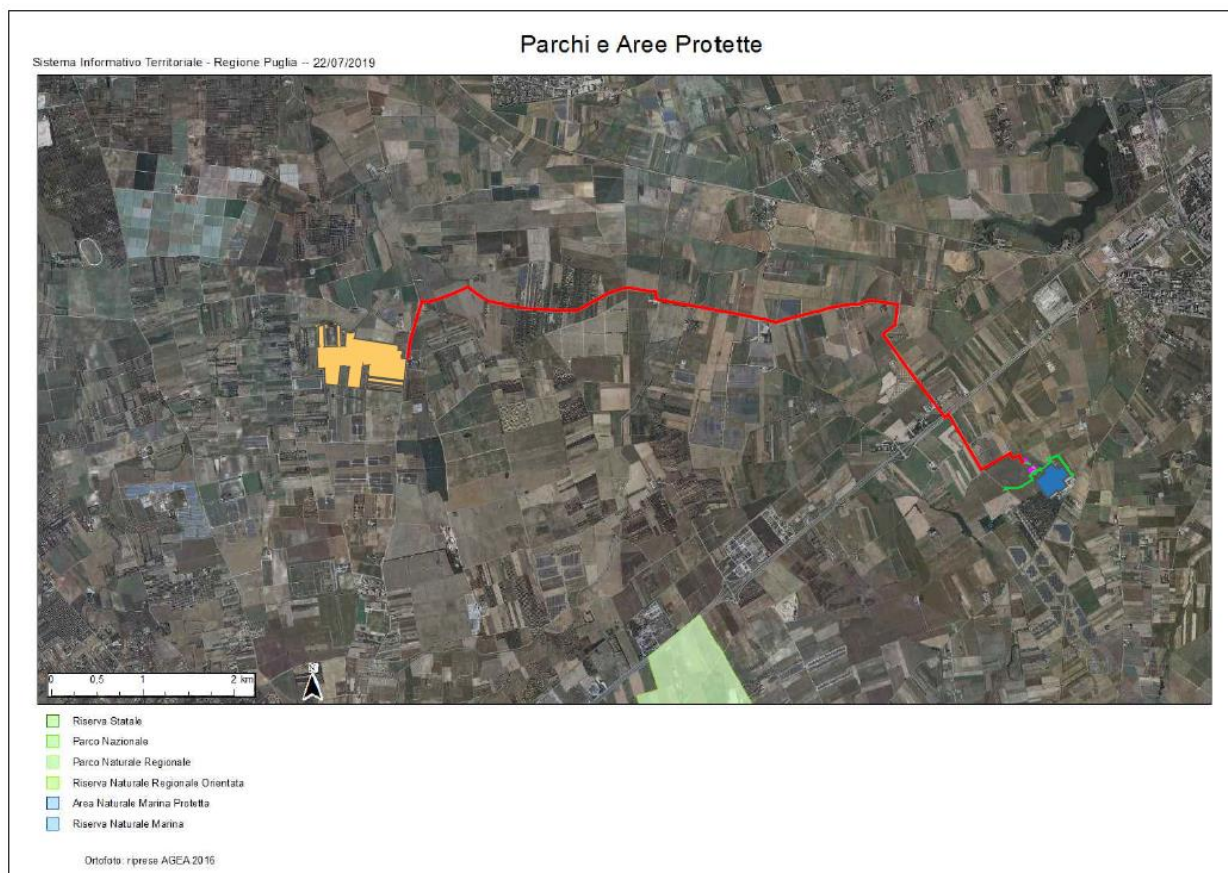 Parchi e Aree Protette
Sistema Informativo Territoriale - Regione Puglia -- 22/07/2019
N
0 0,5 1 2 km
Riserva Statale
Parco Nazionale
Parco Naturale Regionale
Riserva Naturale Regionale Orientata
Area Naturale Marina Protetta
Riserva Naturale Marina
Ortofoto: riprese AGEA 2016